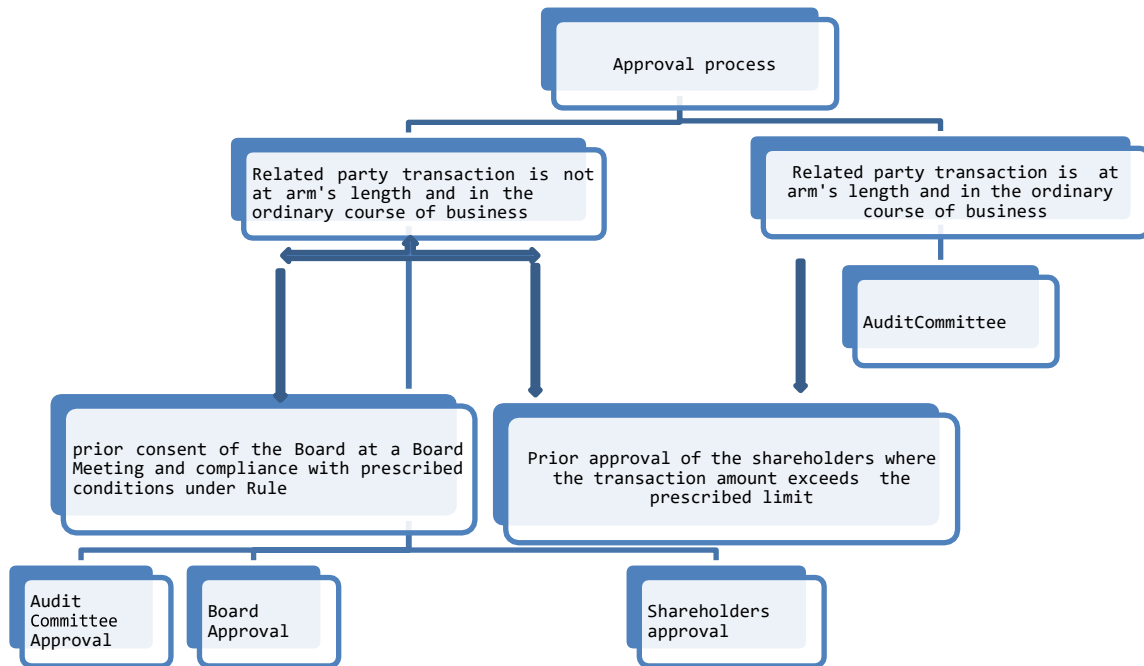 Approval process
Related party transaction is not
at arm's length and in the
ordinary course of business
Related party transaction is  at
arm's length and in the ordinary
course of business
AuditCommittee
prior consent of the Board at a Board
Meeting and compliance with prescribed
conditions under Rule
Prior approval of the shareholders where
the transaction amount exceeds  the
prescribed limit
Audit
Committee
Approval
Board
Approval
Shareholders
approval